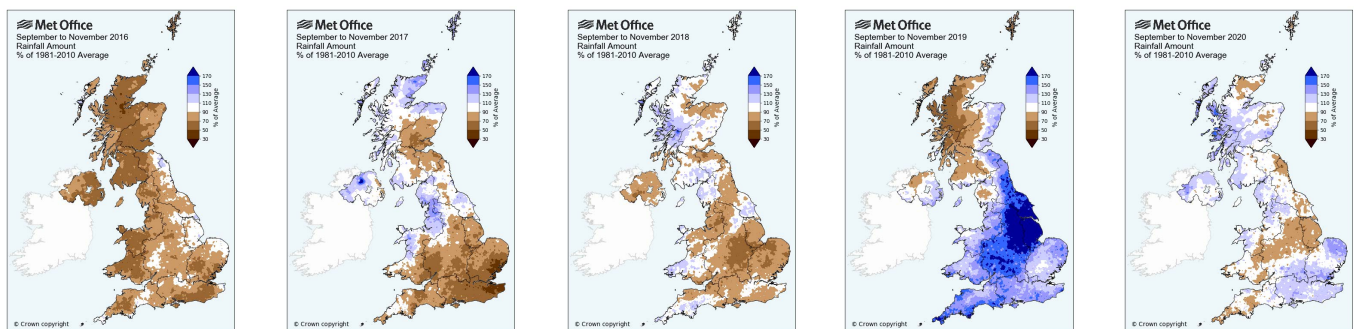 Met Office
September to November 2016
Rainfall Amount
% of 1981-2010 Average
170
150
130
110
90
70
50
30
% of Average
© Crown copyright
Met Office
September to November 2017
Rainfall Amount
% of 1981-2010 Average
170
150
130
110
90
70
50
30
% of Average
© Crown copyright
Met Office
September to November 2018
Rainfall Amount
% of 1981-2010 Average
170
150
130
110
90
70
50
30
% of Average
© Crown copyright
Met Office
September to November 2019
Rainfall Amount
% of 1981-2010 Average
170
150
130
110
90
70
50
30
% of Average
© Crown copyright
Met Office
September to November 2020
Rainfall Amount
% of 1981-2010 Average
170
150
130
110
90
70
50
30
% of Average
© Crown copyright